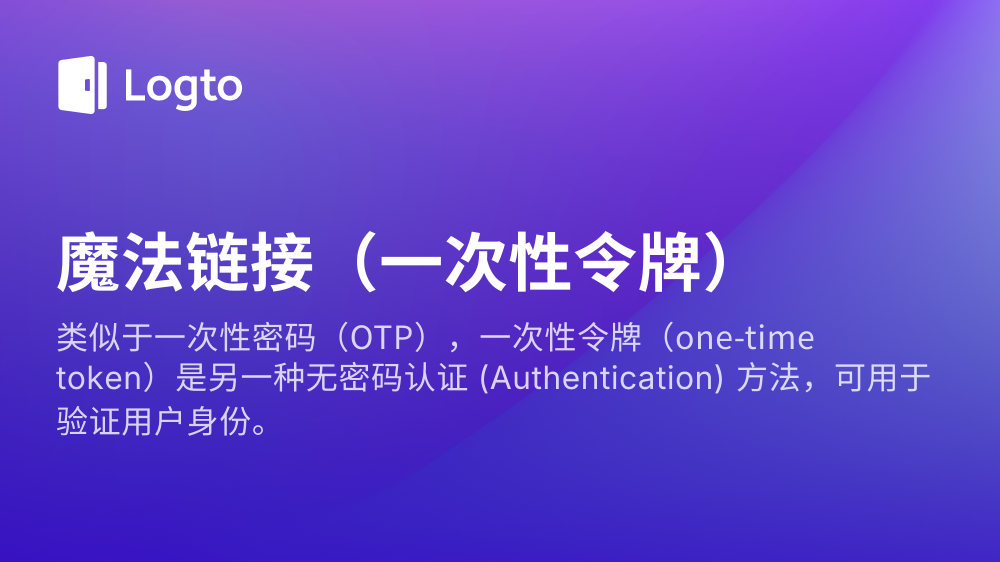 Logto
魔法链接（一次性令牌）
类似于一次性密码（OTP），一次性令牌（one-time
token）是另一种无密码认证 (Authentication) 方法，可用于
验证用户身份。